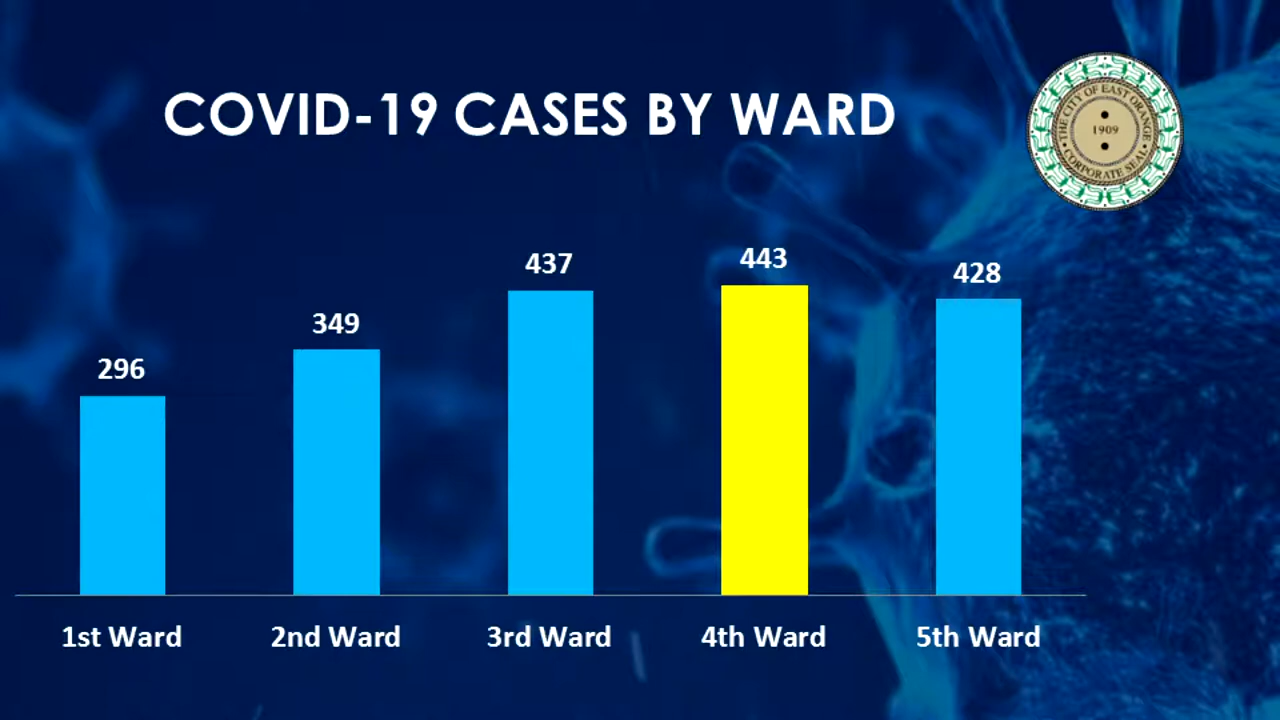 COVID-19 CASES BY WARD
THE CITY OF EAST ORANGE
1909
CORPORATE SEAL
296
349
437
443
428
1st Ward
2nd Ward
3rd Ward
4th Ward
5th Ward